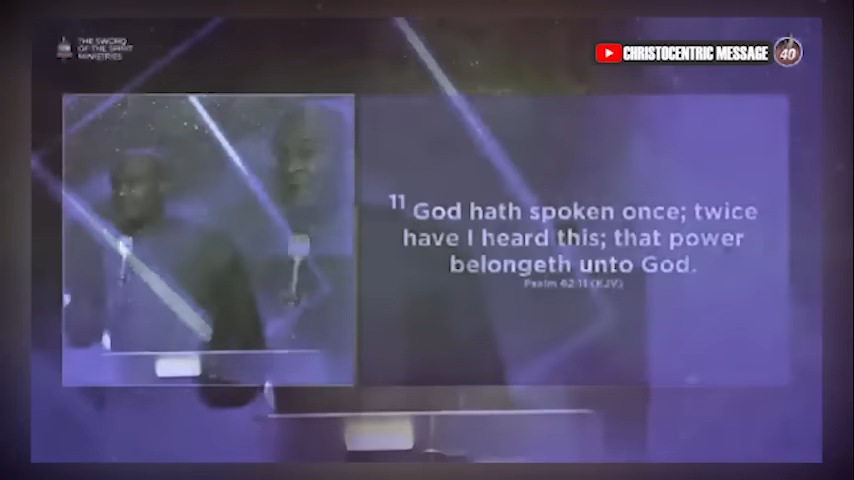 THE SWORD
OF THE SPIRIT
MINISTRIES
CHRISTOCENTRIC MESSAGE
40
11 God hath spoken once; twice
have I heard this; that power
belongeth unto God.
Psalm 62:11 (KJV)